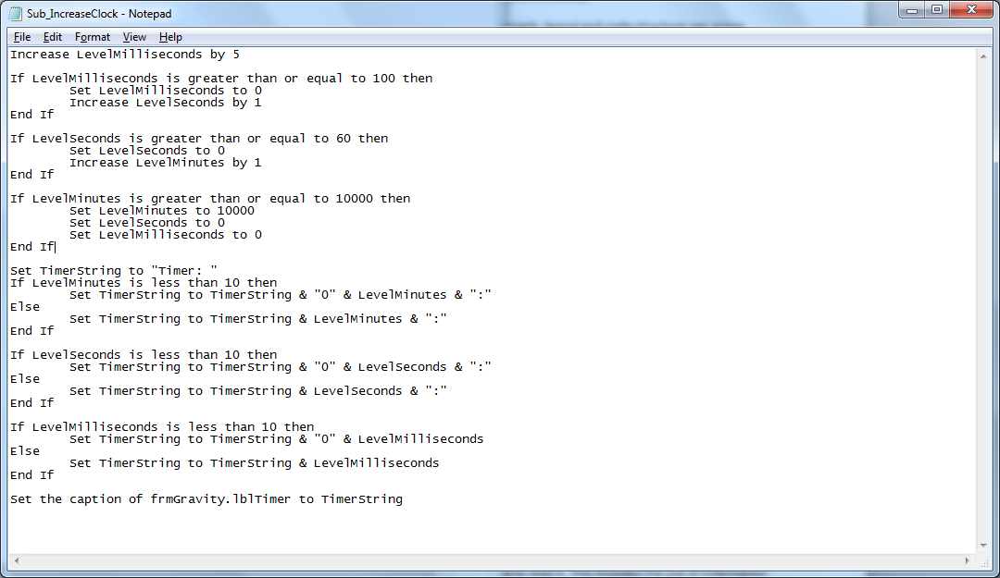 Sub_IncreaseClock - Notepad
File Edit Format View Help
Increase LevelMilliseconds by 5
If LevelMilliseconds is greater than or equal to 100 then
Set LevelMilliseconds to 0
Increase LevelSeconds by 1
End If
If LevelSeconds is greater than or equal to 60 then
Set LevelSeconds to 0
Increase LevelMinutes by 1
End If
If LevelMinutes is greater than or equal to 10000 then
Set LevelMinutes to 10000
Set LevelSeconds to 0
Set LevelMilliseconds to 0
End If
Set TimerString to "Timer: "
If LevelMinutes is less than 10 then
Set TimerString to TimerString & "0" & LevelMinutes & ":"
Else
Set TimerString to TimerString & LevelMinutes & ":"
End If
If LevelSeconds is less than 10 then
Set TimerString to TimerString & "0" & LevelSeconds & ":"
Else
Set TimerString to TimerString & LevelSeconds & ":"
End If
If LevelMilliseconds is less than 10 then
Set TimerString to TimerString & "0" & LevelMilliseconds
Else
Set TimerString to TimerString & LevelMilliseconds
End If
Set the caption of frmGravity.lblTimer to TimerString